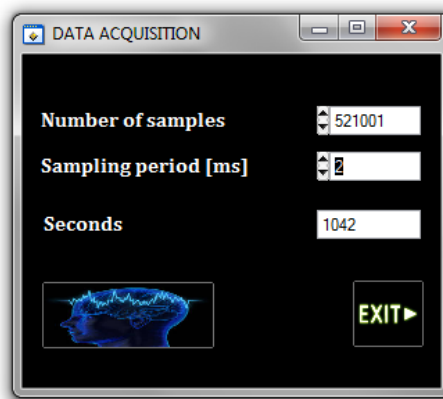 DATA ACQUISITION
Number of samples 521001
Sampling period [ms] 2
Seconds 1042
EXIT